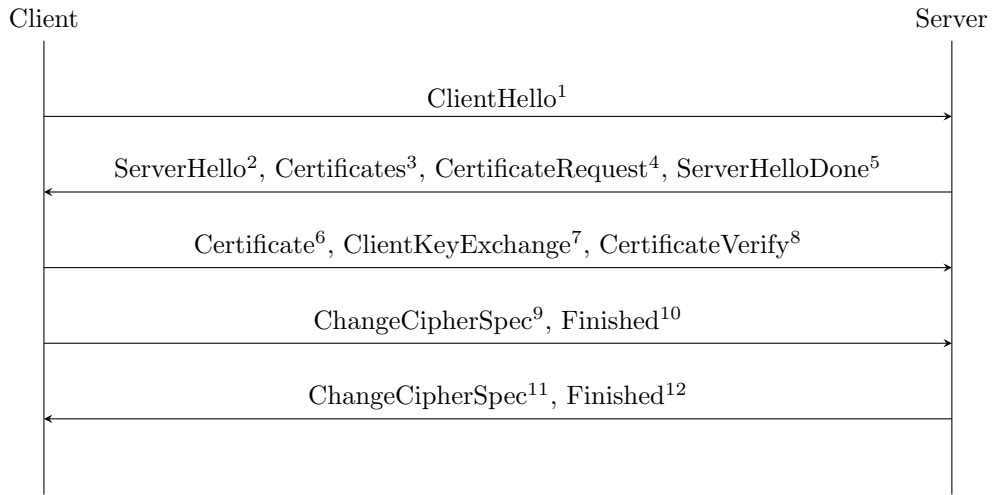 Client Server
ClientHello¹
ServerHello², Certificates³, CertificateRequest⁴, ServerHelloDone⁵
Certificate⁶, ClientKeyExchange⁷, CertificateVerify⁸
ChangeCipherSpec⁹, Finished¹⁰
ChangeCipherSpec¹¹, Finished¹²